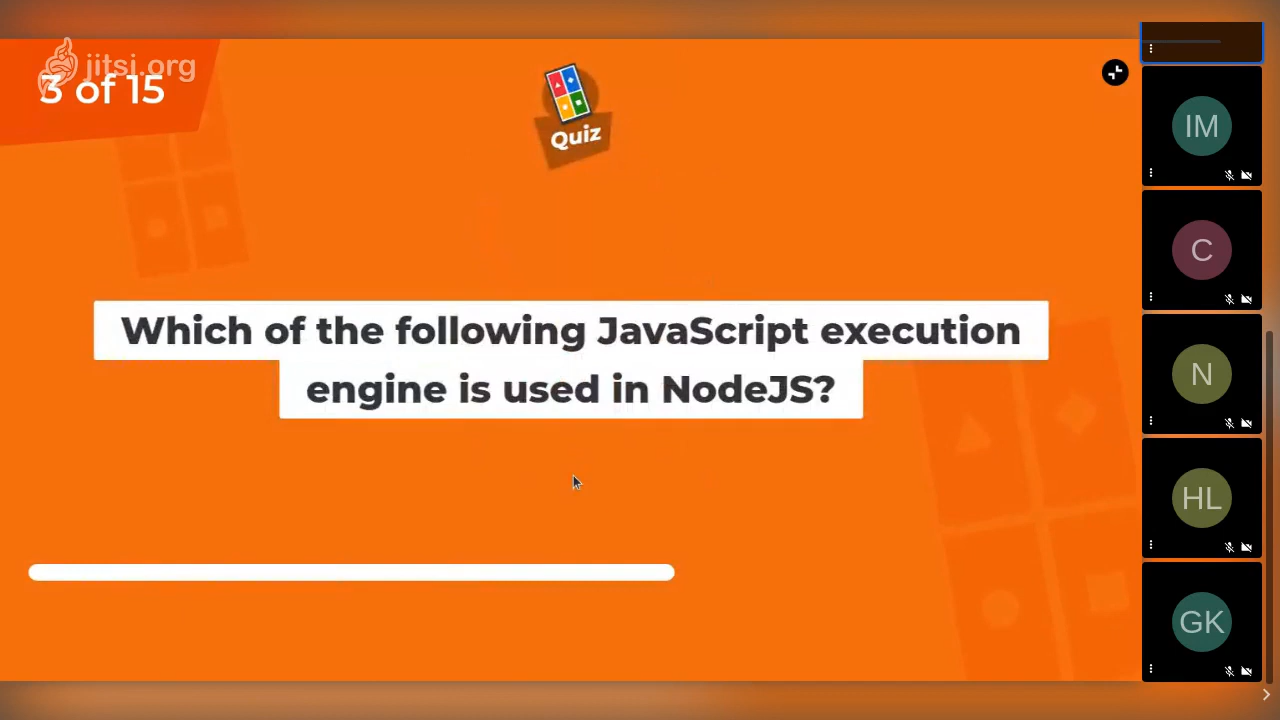 jitsi.org
3 of 15
Quiz
Which of the following JavaScript execution
engine is used in NodeJS?
IM
C
N
HL
GK